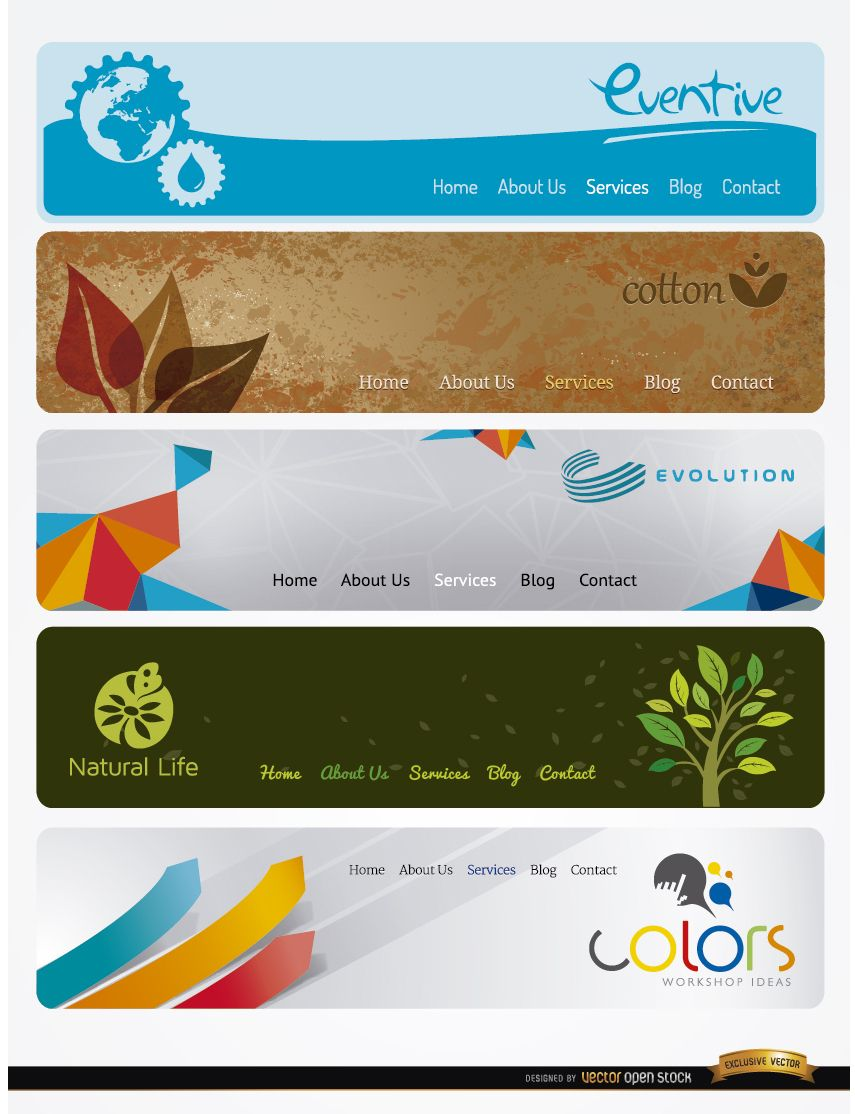 eventive
Home About Us Services Blog Contact
cotton
Home About Us Services Blog Contact
EVOLUTION
Home About Us Services Blog Contact
Natural Life
Home About Us Services Blog Contact
Home About Us Services Blog Contact
colors
WORKSHOP IDEAS
EXCLUSIVE VECTOR
DESIGNED BY vector open stock